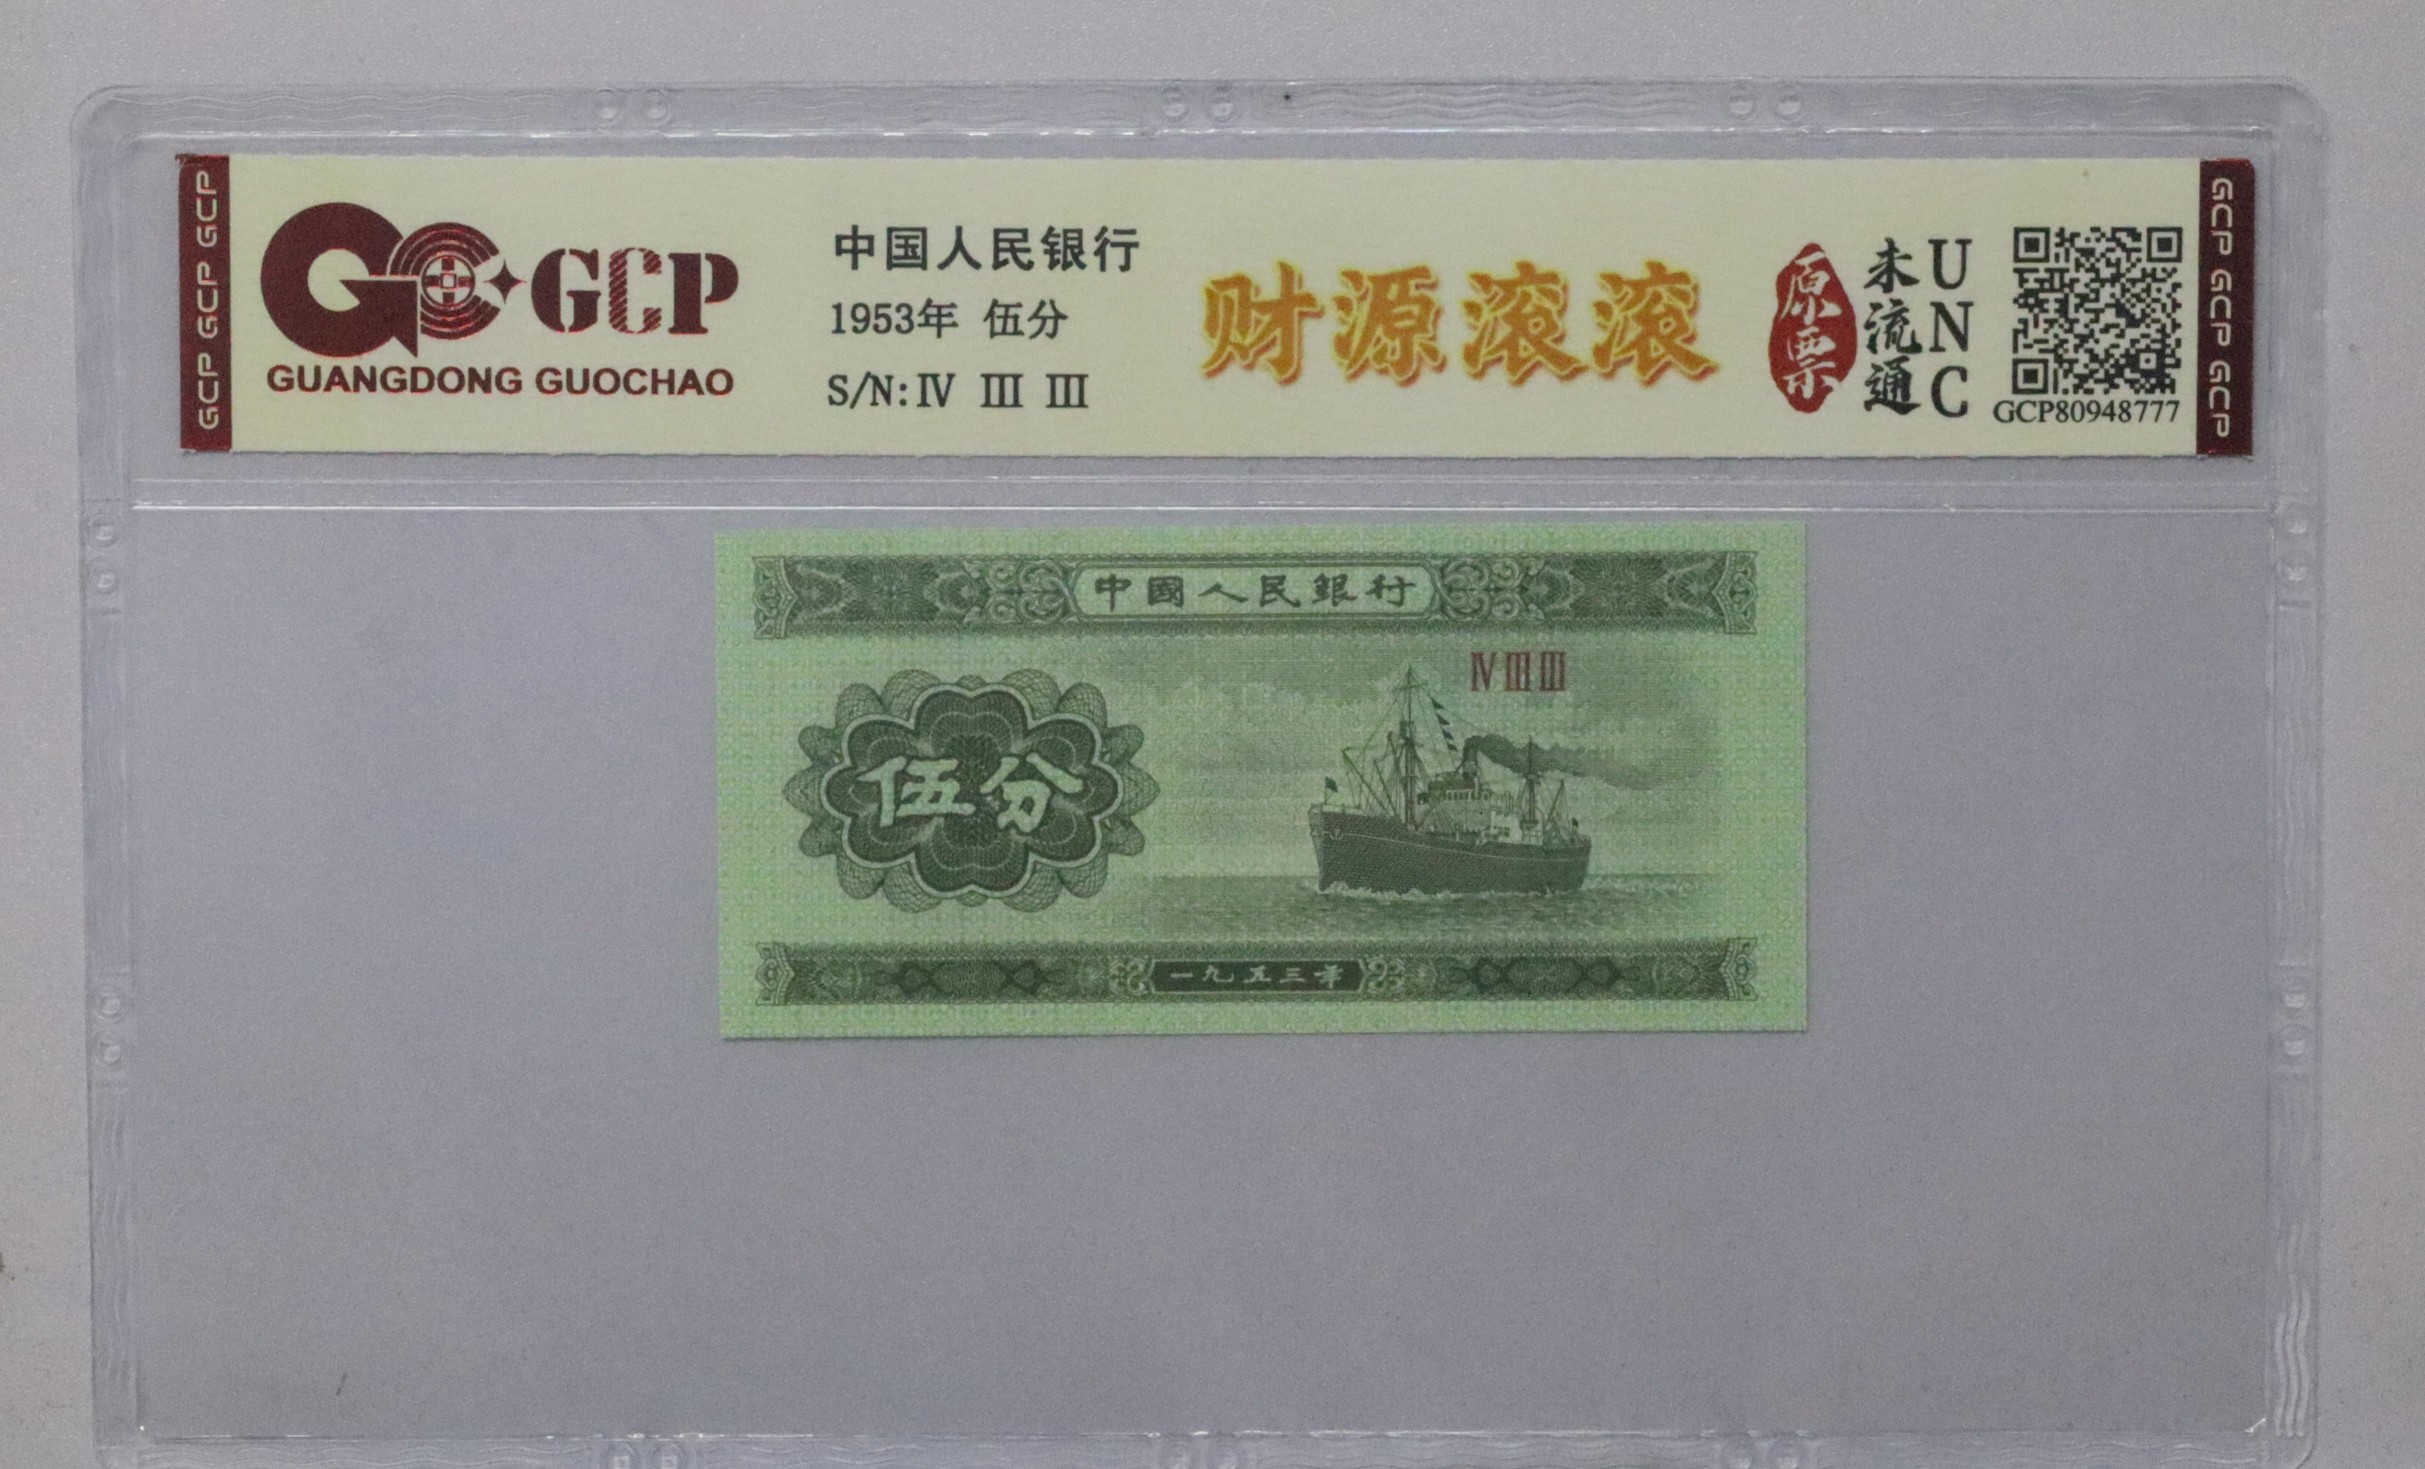 GCP GCP GCP
GCP
GUANGDONG GUOCHAO
中国人民银行
1953年 伍分
S/N: Ⅳ Ⅲ Ⅲ
财源滚滚
原票
未流通
UNC
GCP80948777
GCP GCP GCP
中國人民銀行
Ⅳ Ⅲ Ⅲ
伍分
一九五三年